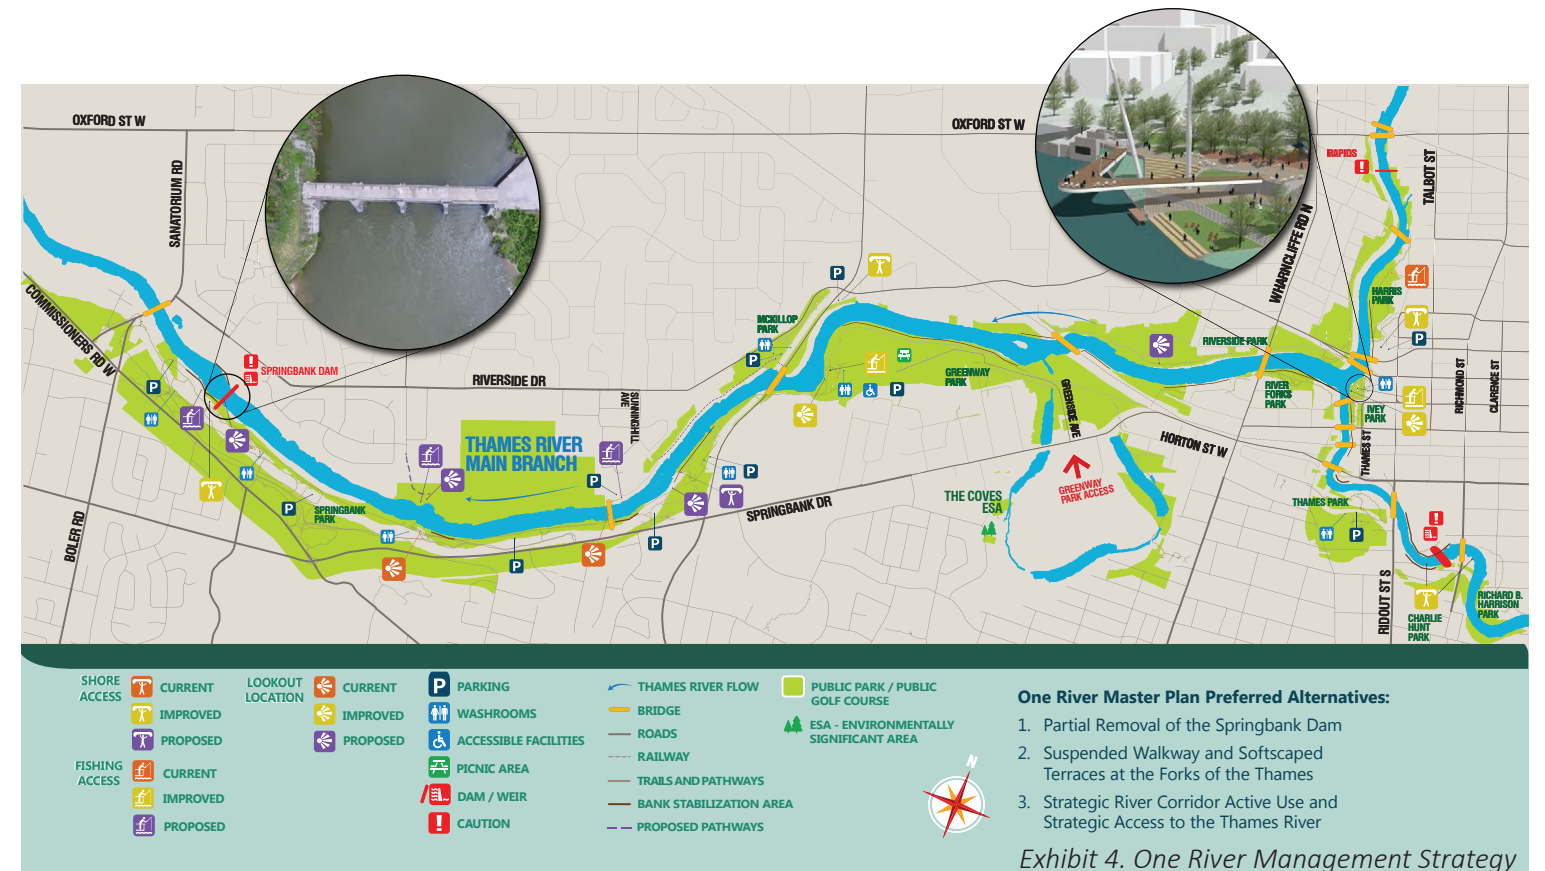 OXFORD ST W
OXFORD ST W
SANATORIUM RD
COMMISSIONERS RD W
BOLER RD
SPRINGBANK DAM
RIVERSIDE DR
SUNNINGHILL
AVE
THAMES RIVER
MAIN BRANCH
SPRINGBANK
PARK
SPRINGBANK DR
MCKILLOP
PARK
GREENWAY
PARK
GREENSIDE AVE
GREENWAY
PARK ACCESS
THE COVES
ESA
HORTON ST W
RIVERSIDE PARK
WHARNCLIFFE RD N
RAPIDS
TALBOT ST
HARRIS
PARK
RIVER
FORKS
PARK
IVEY
PARK
THAMES ST
RICHMOND ST
CLARENCE ST
THAMES PARK
RIDOUT ST S
CHARLIE
HUNT
PARK
RICHARD B.
HARRISON
PARK
P
P
P
P
P
P
P
P
P
P
P
SHORE
ACCESS
CURRENT
IMPROVED
PROPOSED
FISHING
ACCESS
CURRENT
IMPROVED
PROPOSED
LOOKOUT
LOCATION
CURRENT
IMPROVED
PROPOSED
P PARKING
WASHROOMS
ACCESSIBLE FACILITIES
PICNIC AREA
DAM / WEIR
! CAUTION
THAMES RIVER FLOW
BRIDGE
ROADS
RAILWAY
TRAILS AND PATHWAYS
BANK STABILIZATION AREA
PROPOSED PATHWAYS
PUBLIC PARK / PUBLIC
GOLF COURSE
ESA - ENVIRONMENTALLY
SIGNIFICANT AREA
N
One River Master Plan Preferred Alternatives:
1. Partial Removal of the Springbank Dam
2. Suspended Walkway and Softscaped
Terraces at the Forks of the Thames
3. Strategic River Corridor Active Use and
Strategic Access to the Thames River
Exhibit 4. One River Management Strategy